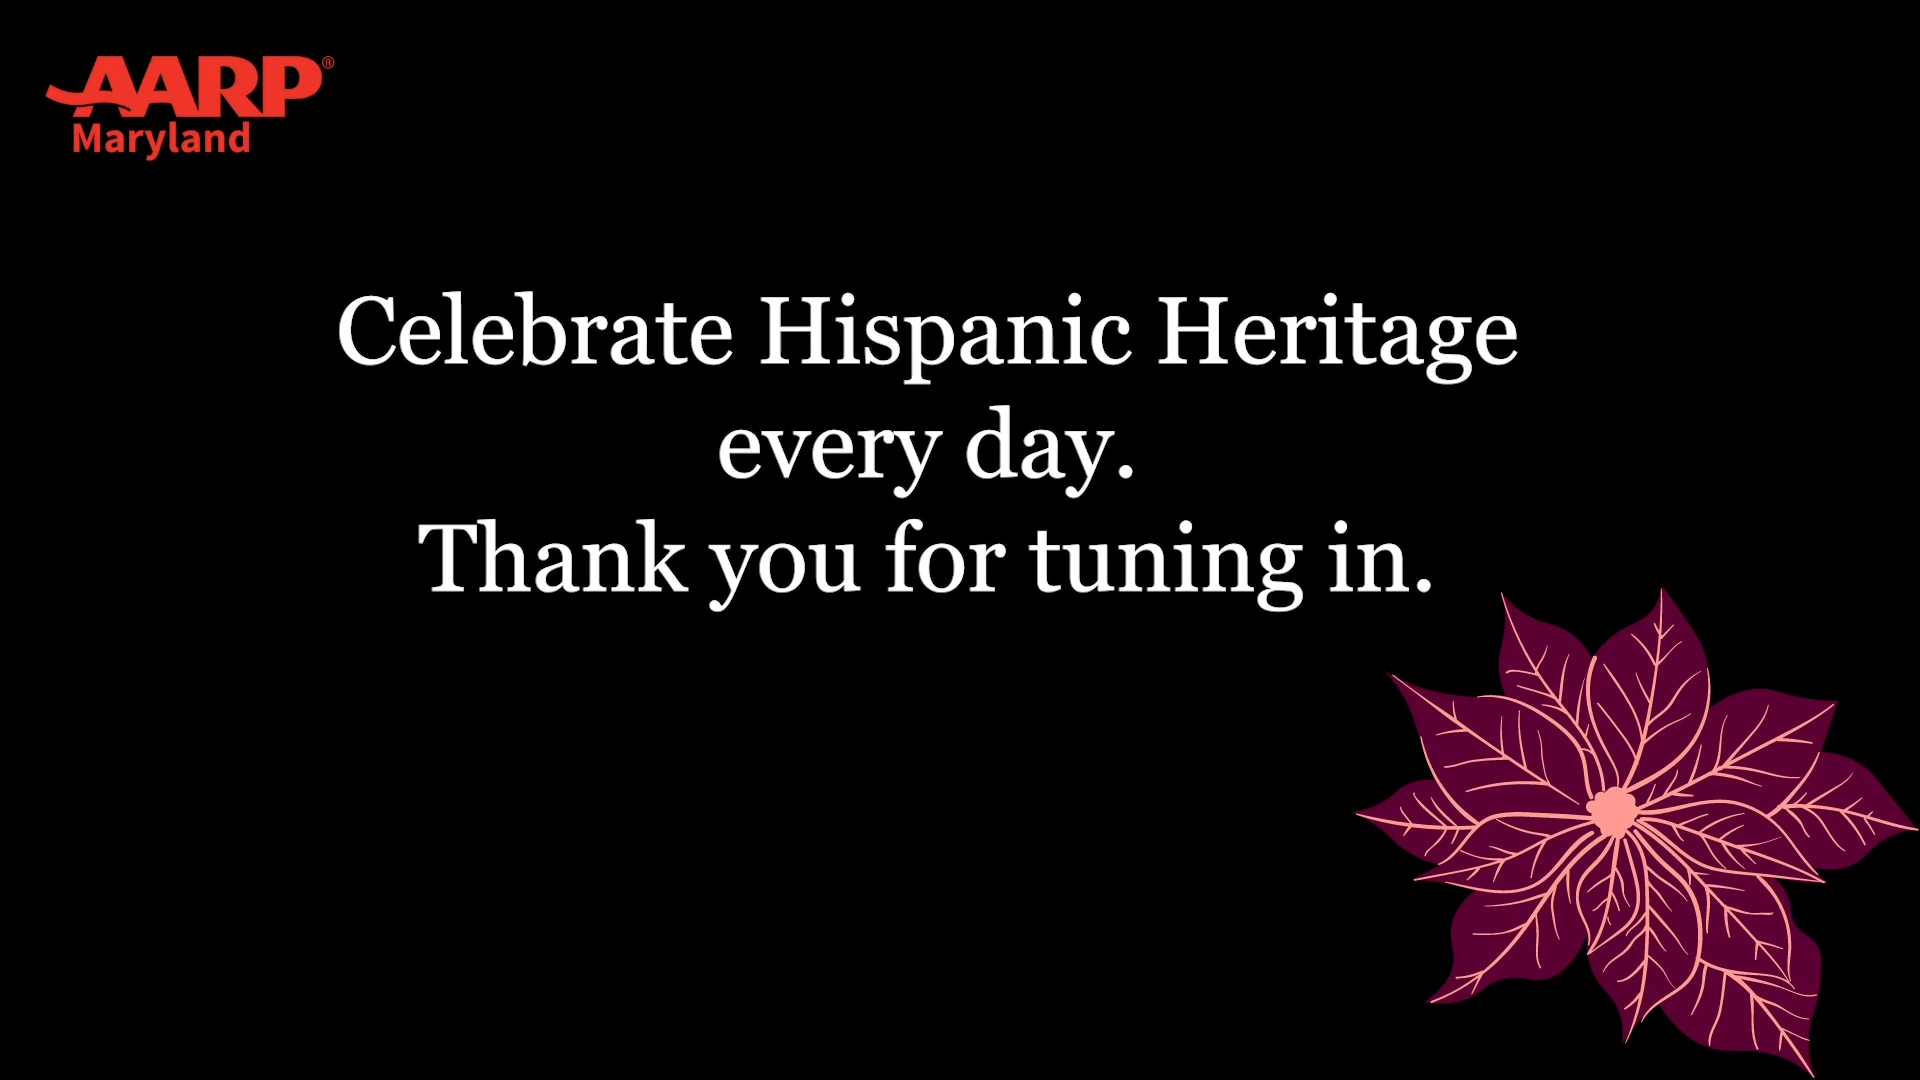 AARP®
Maryland
Celebrate Hispanic Heritage
every day.
Thank you for tuning in.